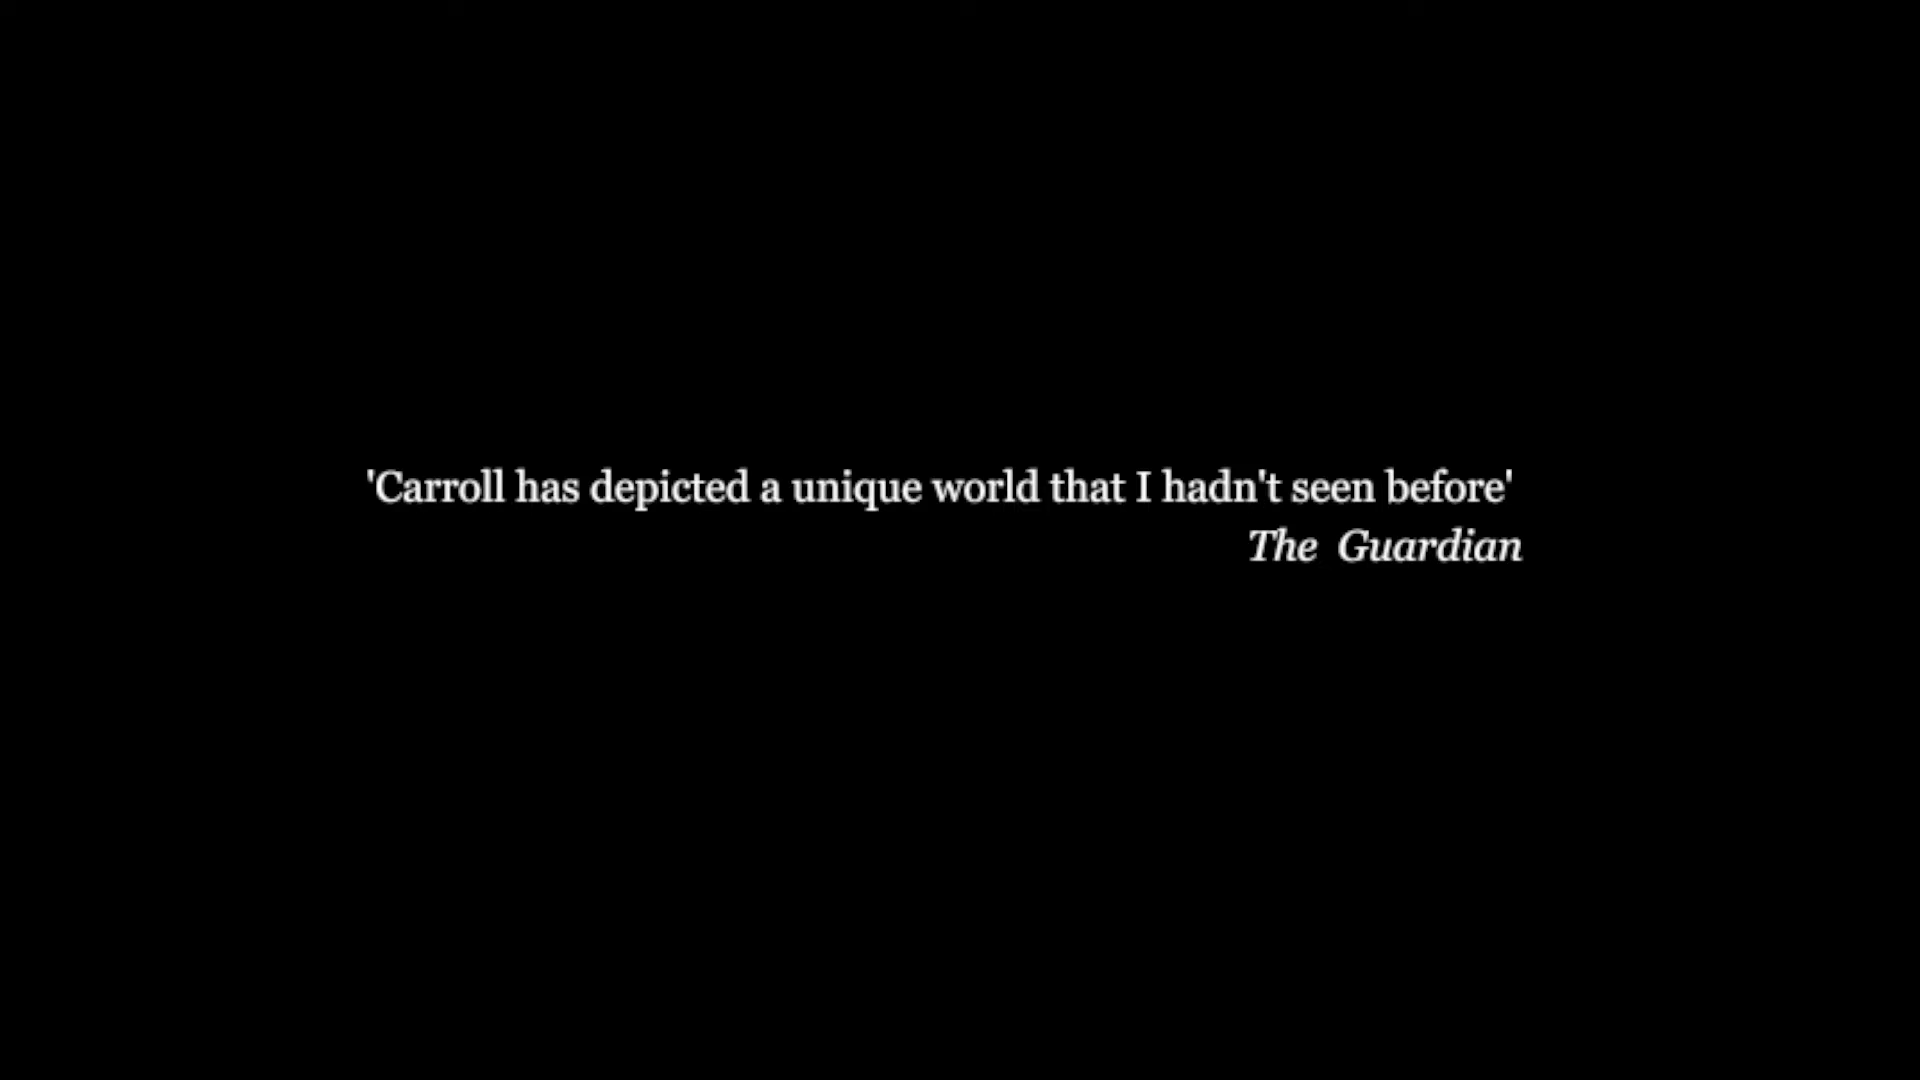 'Carroll has depicted a unique world that I hadn't seen before'
The Guardian